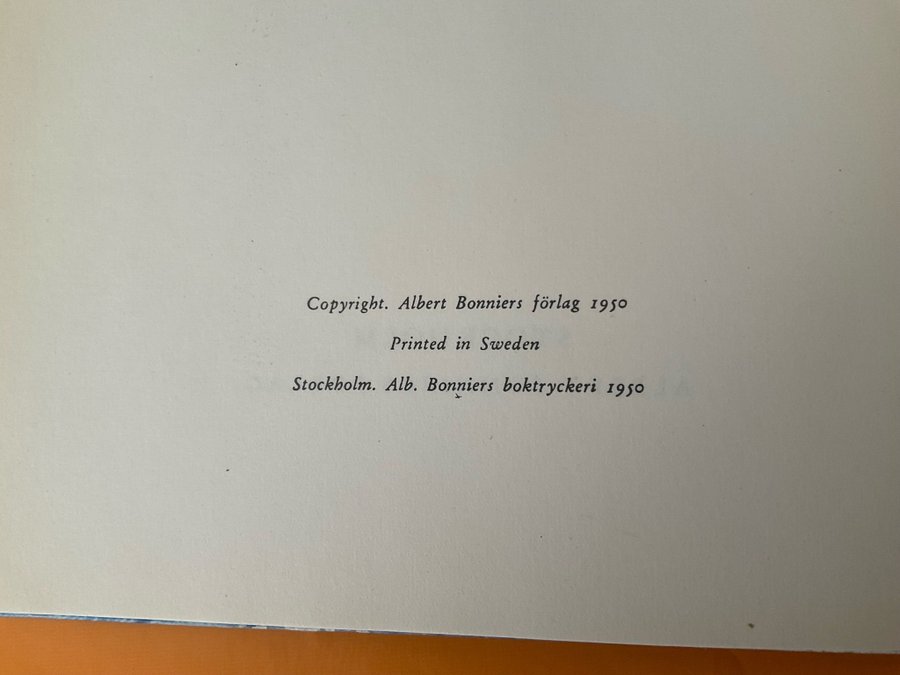 Copyright. Albert Bonniers förlag 1950
Printed in Sweden
Stockholm. Alb. Bonniers boktryckeri 1950